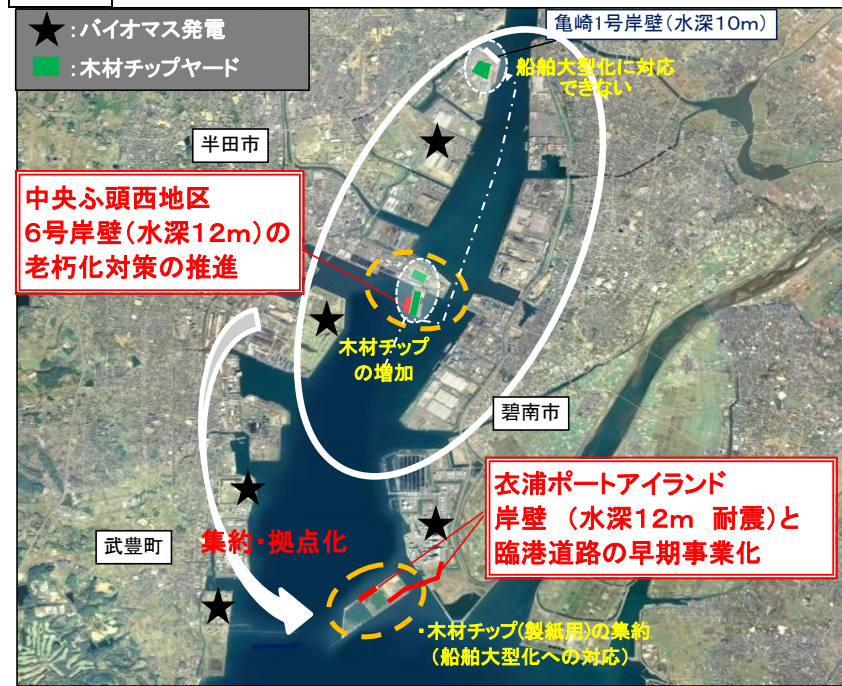 ★:バイオマス発電
:木材チップヤード
亀崎1号岸壁(水深10m)
船舶大型化に対応
できない
半田市
中央ふ頭西地区
6号岸壁(水深12m)の
老朽化対策の推進
木材チップ
の増加
碧南市
衣浦ポートアイランド
岸壁 (水深12m 耐震)と
臨港道路の早期事業化
武豊町
集約・拠点化
・木材チップ(製紙用)の集約
(船舶大型化への対応)